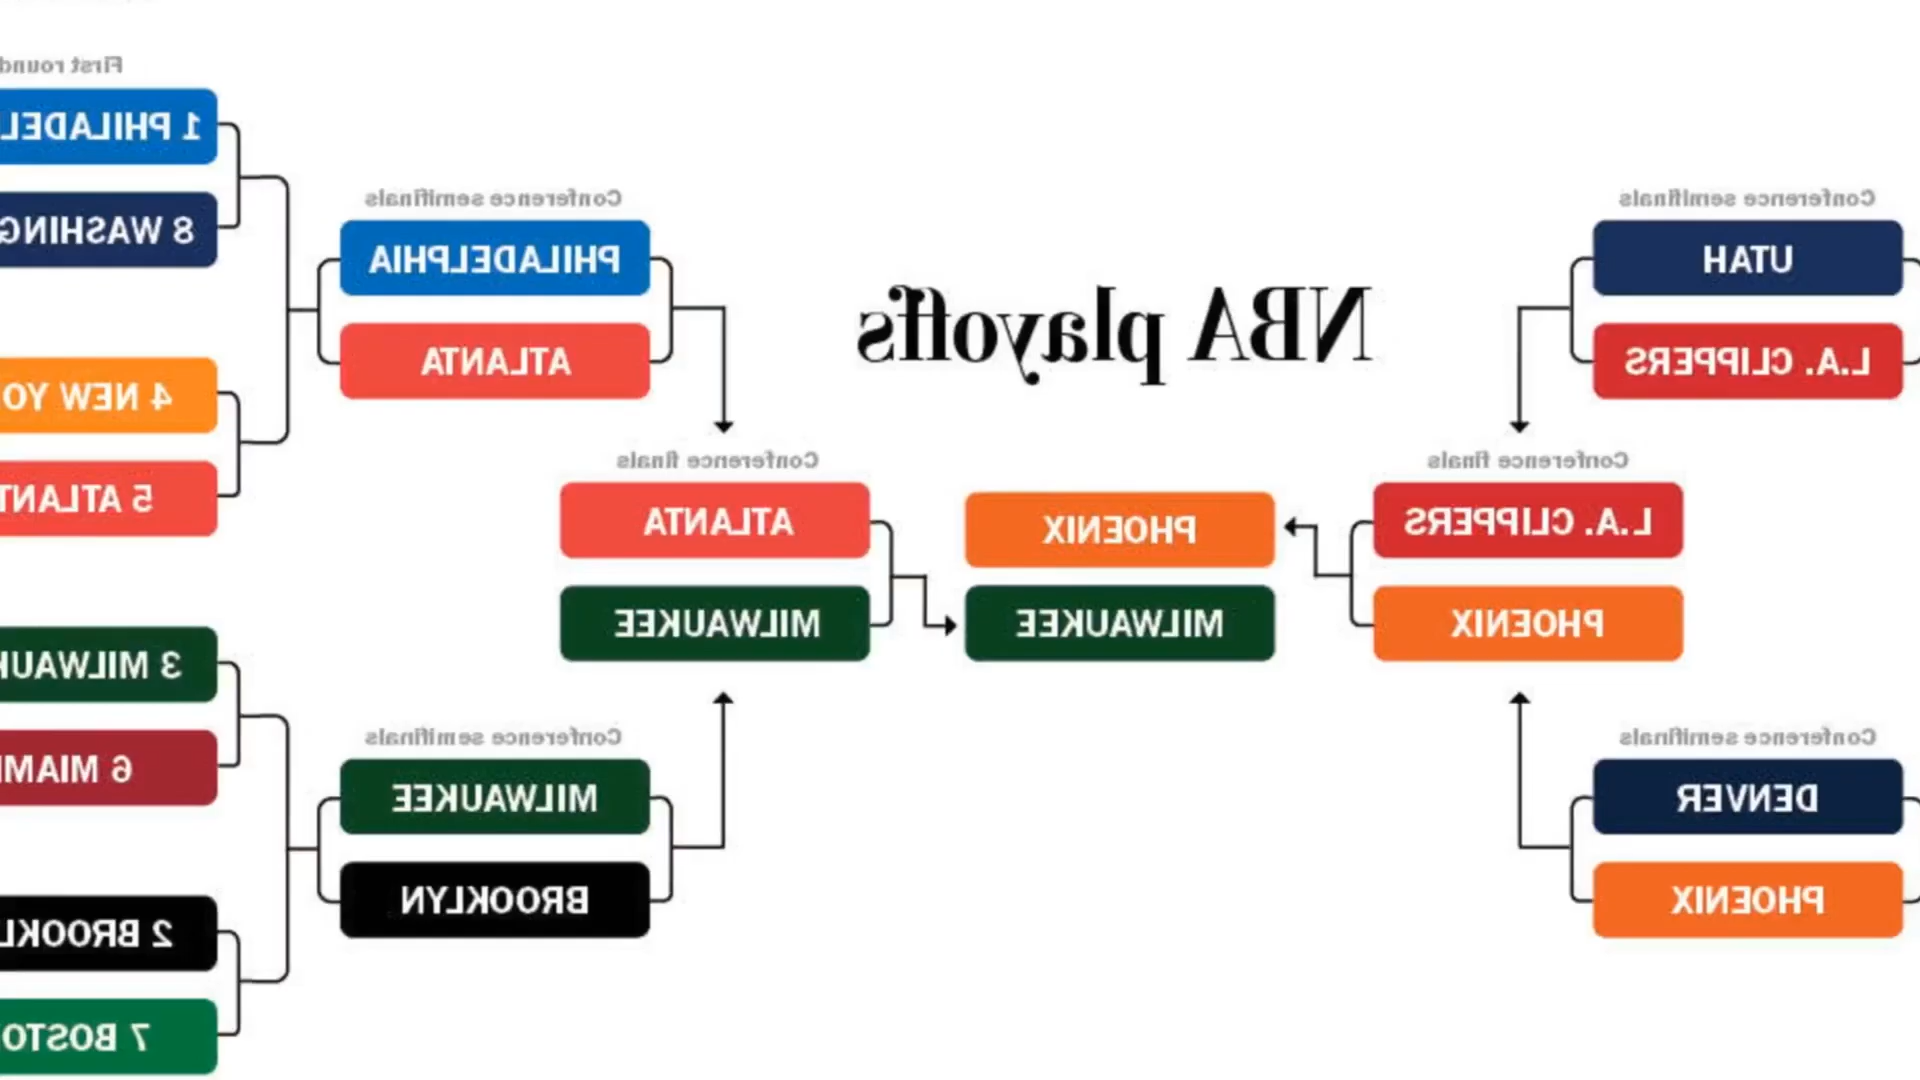 First round
1 PHILADEL
8 WASHING
4 NEW YO
5 ATLANT
3 MILWAUK
6 MIAMI
2 BROOKL
7 BOSTO
Conference semifinals
PHILADELPHIA
ATLANTA
Conference semifinals
MILWAUKEE
BROOKLYN
NBA playoffs
Conference finals
ATLANTA
MILWAUKEE
PHOENIX
MILWAUKEE
Conference finals
L.A. CLIPPERS
PHOENIX
Conference semifinals
UTAH
L.A. CLIPPERS
Conference semifinals
DENVER
PHOENIX